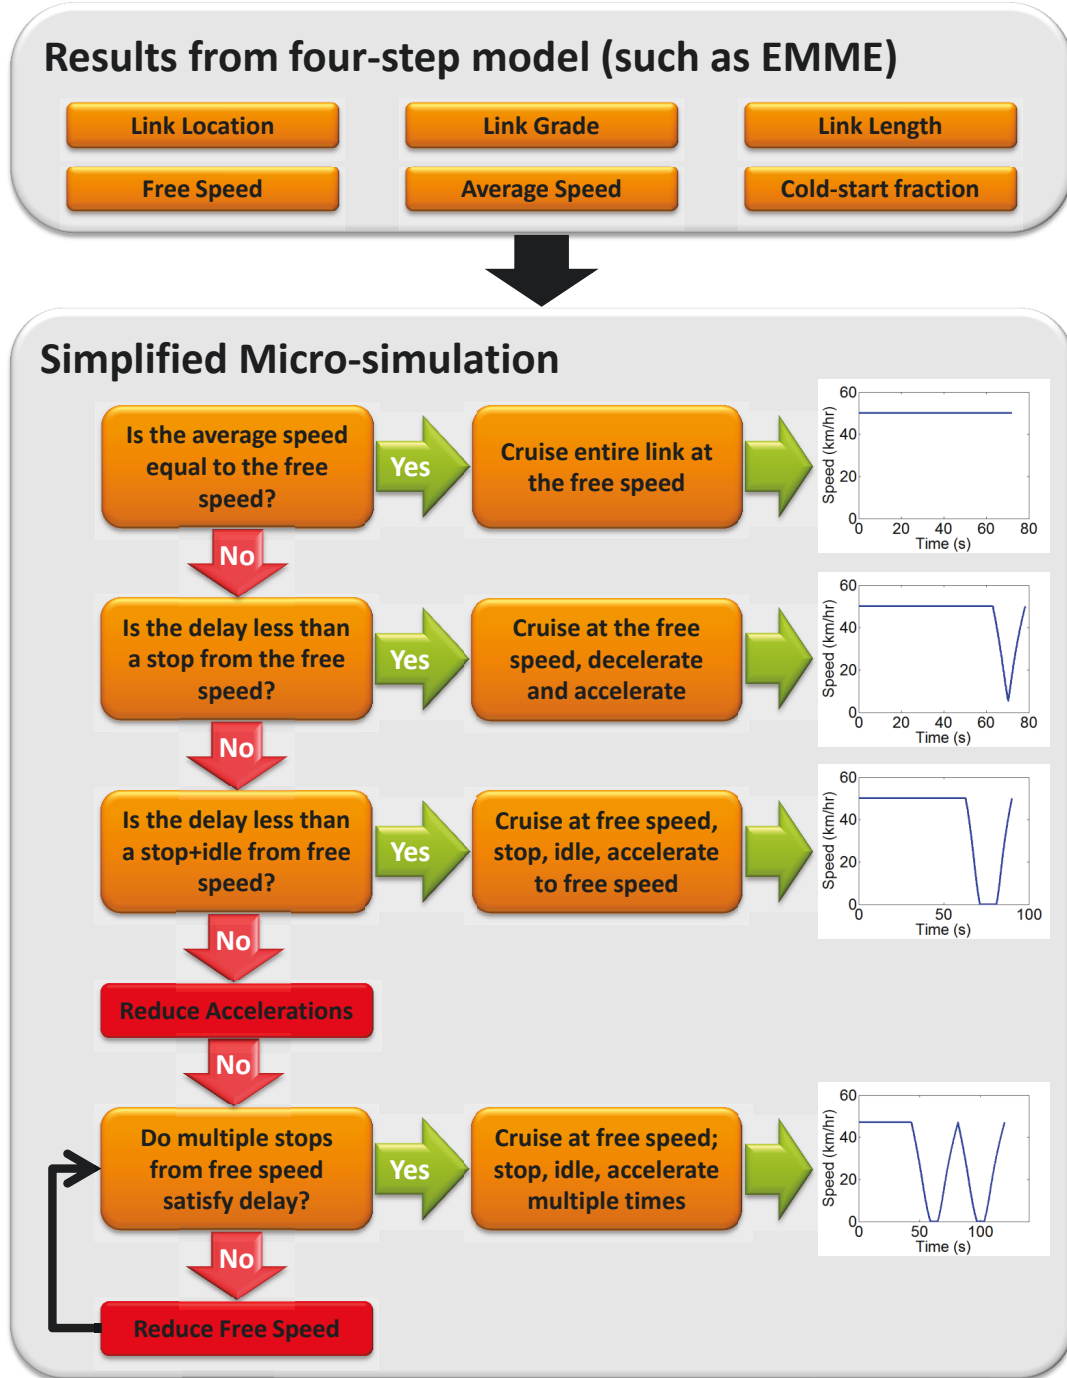 Results from four-step model (such as EMME)
Link Location
Link Grade
Link Length
Free Speed
Average Speed
Cold-start fraction
Simplified Micro-simulation
Is the average speed
equal to the free
speed?
Yes
Cruise entire link at
the free speed
60
40
20
0
Speed (km/hr)
0 20 40 60 80
Time (s)
No
Is the delay less than
a stop from the free
speed?
Yes
Cruise at the free
speed, decelerate
and accelerate
60
40
20
0
Speed (km/hr)
0 20 40 60 80
Time (s)
No
Is the delay less than
a stop+idle from free
speed?
Yes
Cruise at free speed,
stop, idle, accelerate
to free speed
60
40
20
0
Speed (km/hr)
0 50 100
Time (s)
No
Reduce Accelerations
No
Do multiple stops
from free speed
satisfy delay?
Yes
Cruise at free speed;
stop, idle, accelerate
multiple times
60
40
20
0
Speed (km/hr)
0 50 100
Time (s)
No
Reduce Free Speed